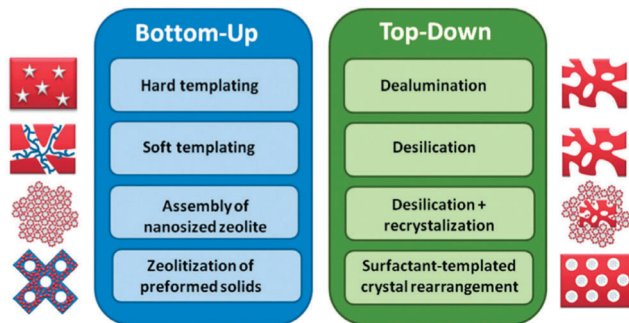 Bottom-Up
Hard templating
Soft templating
Assembly of
nanosized zeolite
Zeolitization of
preformed solids
Top-Down
Dealumination
Desilication
Desilication +
recrystalization
Surfactant-templated
crystal rearrangement